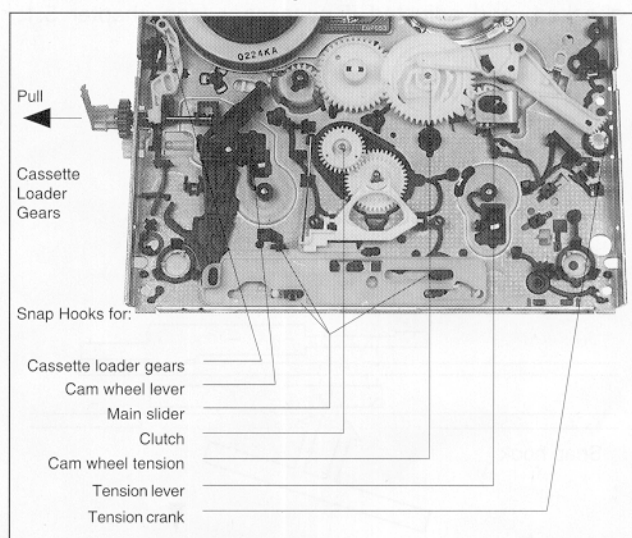 0224KA
Pull
Cassette
Loader
Gears
Snap Hooks for:
Cassette loader gears
Cam wheel lever
Main slider
Clutch
Cam wheel tension
Tension lever
Tension crank